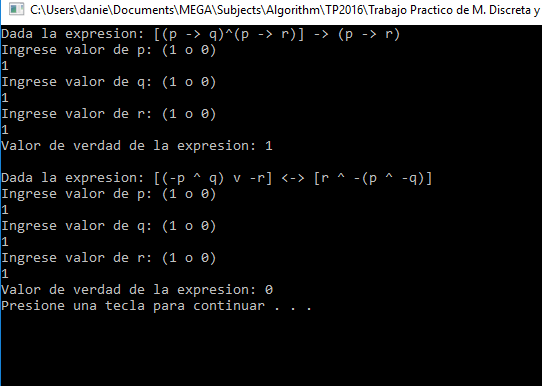 C:\Users\danie\Documents\MEGA\Subjects\Algorithm\TP2016\Trabajo Practico de M. Discreta y
Dada la expresion: [(p -> q)^(p -> r)] -> (p -> r)
Ingrese valor de p: (1 o 0)
1
Ingrese valor de q: (1 o 0)
1
Ingrese valor de r: (1 o 0)
1
Valor de verdad de la expresion: 1
Dada la expresion: [(-p ^ q) v -r] <-> [r ^ -(p ^ -q)]
Ingrese valor de p: (1 o 0)
1
Ingrese valor de q: (1 o 0)
1
Ingrese valor de r: (1 o 0)
1
Valor de verdad de la expresion: 0
Presione una tecla para continuar . . .